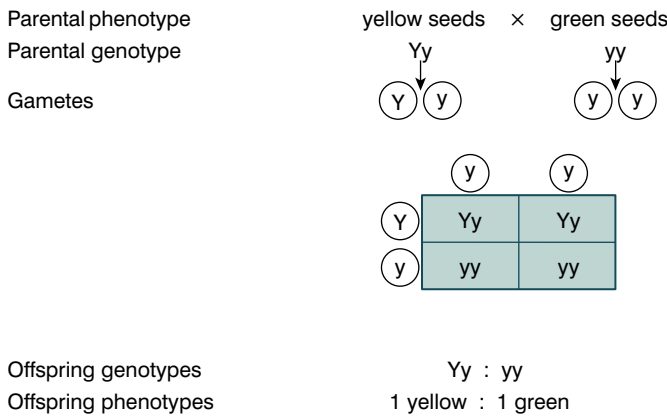 Parental phenotype yellow seeds × green seeds
Parental genotype Yy yy
Gametes Y y y y
y y
Y Yy Yy
y yy yy
Offspring genotypes Yy : yy
Offspring phenotypes 1 yellow : 1 green